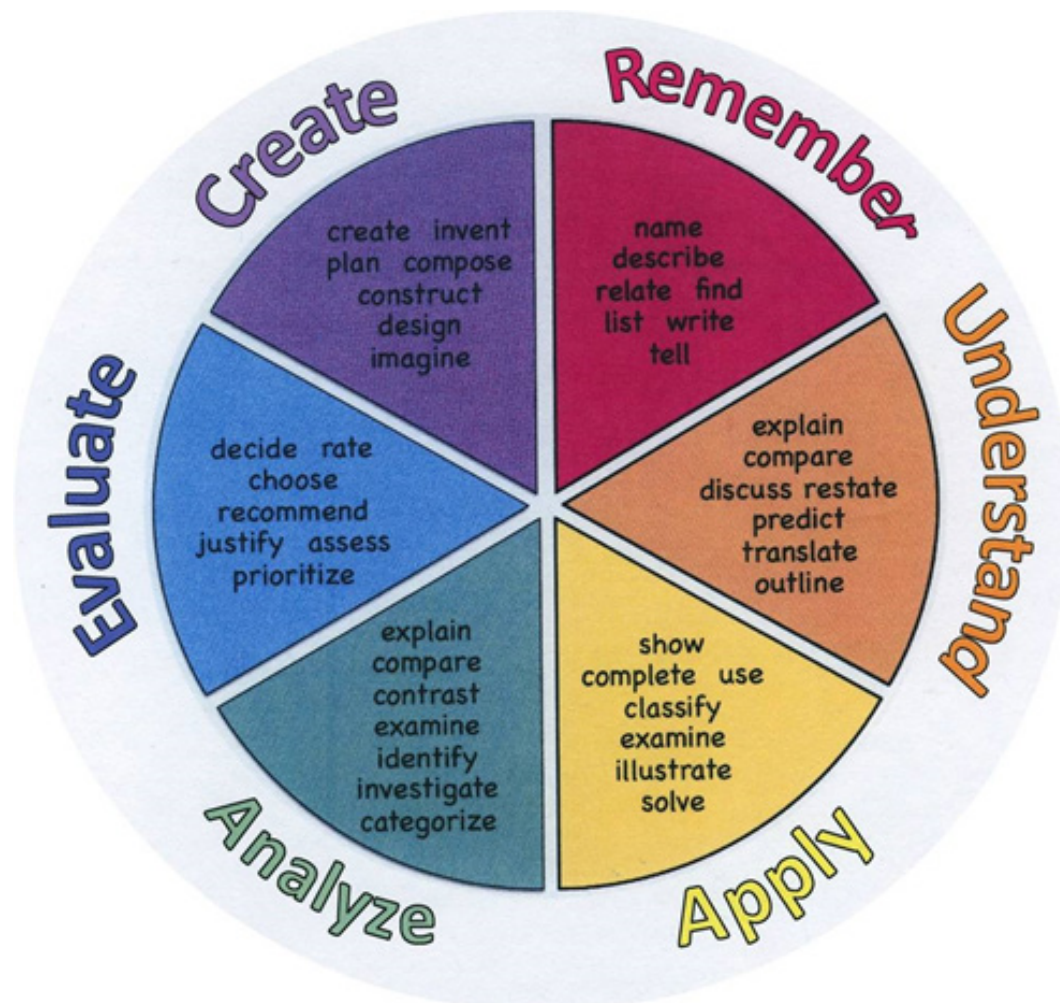 Remember
name
describe
relate find
list write
tell
Understand
explain
compare
discuss restate
predict
translate
outline
Apply
show
complete use
classify
examine
illustrate
solve
Analyze
explain
compare
contrast
examine
identify
investigate
categorize
Evaluate
decide rate
choose
recommend
justify assess
prioritize
Create
create invent
plan compose
construct
design
imagine